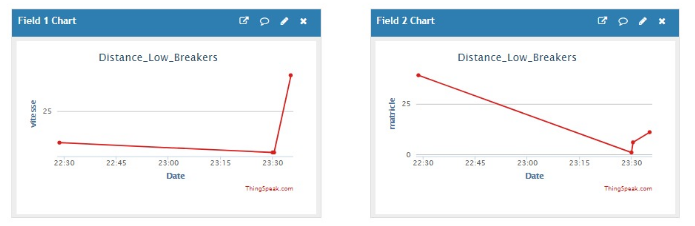 Field 1 Chart
Distance_Low_Breakers
vitesse
25
22:30 22:45 23:00 23:15 23:30
Date
ThingSpeak.com
Field 2 Chart
Distance_Low_Breakers
matricle
25
0
22:30 22:45 23:00 23:15 23:30
Date
ThingSpeak.com